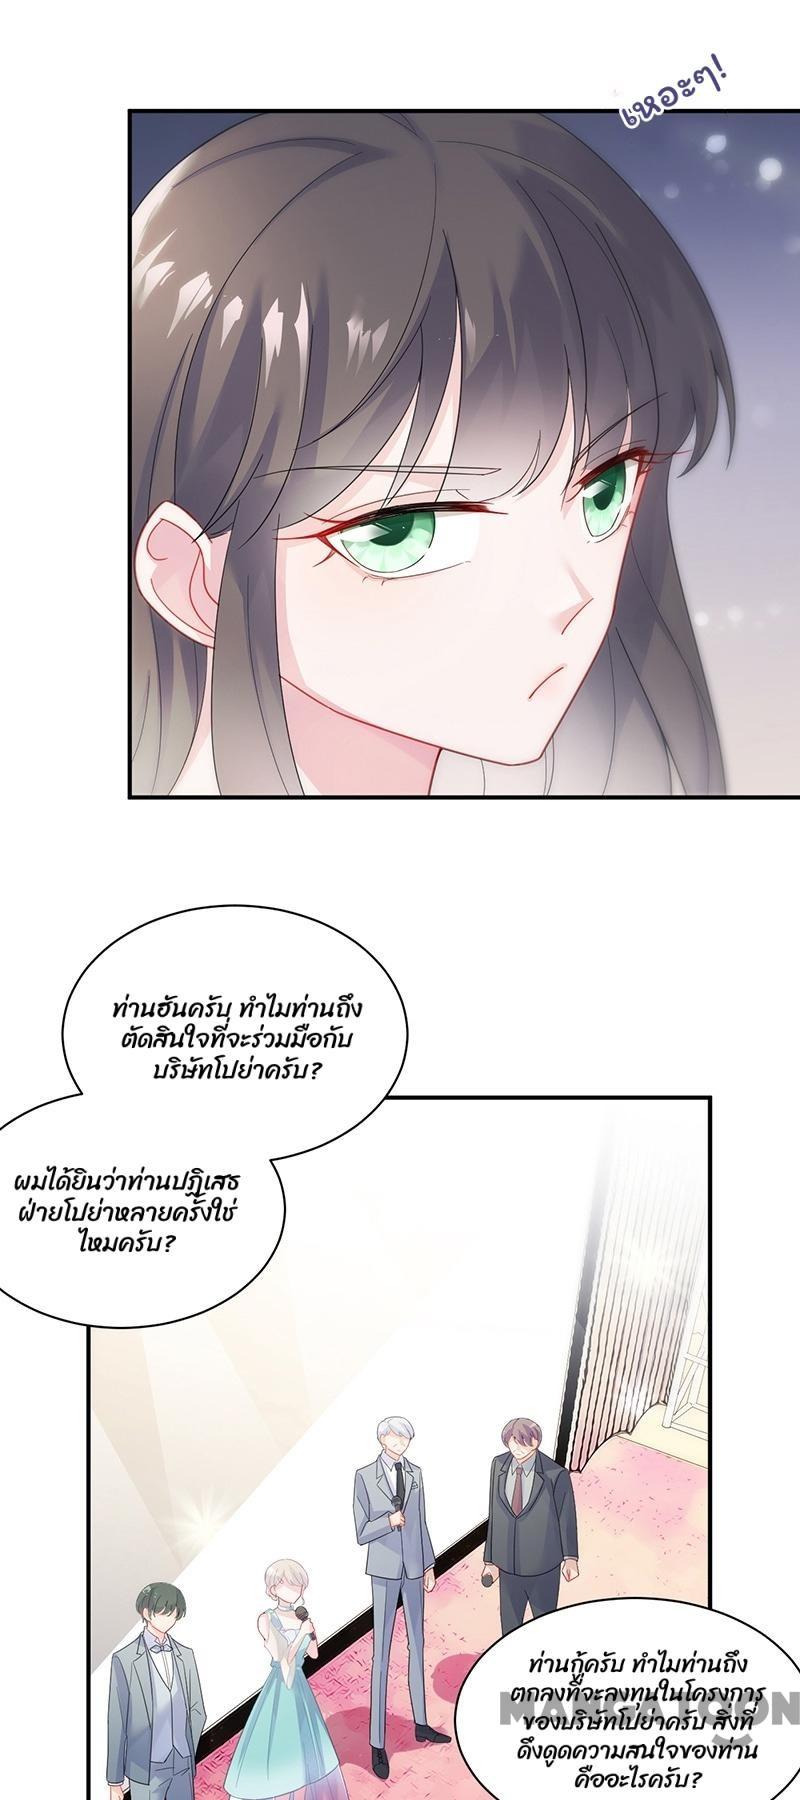 เหอะๆ!
ท่านฮันครับ ทำไมท่านถึง
ตัดสินใจที่จะร่วมมือกับ
บริษัทโปย่าครับ?
ผมได้ยินว่าท่านปฏิเสธ
ฝ่ายโปย่าหลายครั้งใช่
ไหมครับ?
ท่านกู้ครับ ทำไมท่านถึง
ตกลงที่จะลงทุนในโครงการ
ของบริษัทโปย่าครับ สิ่งที่
ดึงดูดความสนใจของท่าน
คืออะไรครับ?
MANGATOON